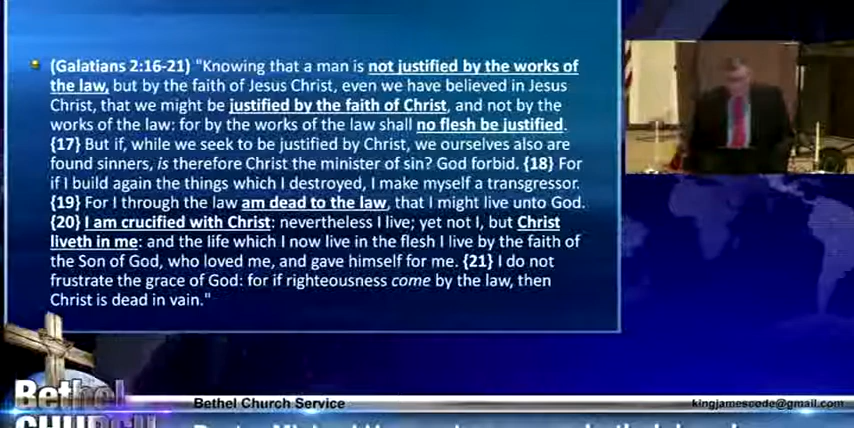 (Galatians 2:16-21) "Knowing that a man is not justified by the works of
the law, but by the faith of Jesus Christ, even we have believed in Jesus
Christ, that we might be justified by the faith of Christ, and not by the
works of the law: for by the works of the law shall no flesh be justified.
{17} But if, while we seek to be justified by Christ, we ourselves also are
found sinners, is therefore Christ the minister of sin? God forbid. {18} For
if I build again the things which I destroyed, I make myself a transgressor.
{19} For I through the law am dead to the law, that I might live unto God.
{20} I am crucified with Christ: nevertheless I live; yet not I, but Christ
liveth in me: and the life which I now live in the flesh I live by the faith of
the Son of God, who loved me, and gave himself for me. {21} I do not
frustrate the grace of God: for if righteousness come by the law, then
Christ is dead in vain."
Bethel
CHURCH
Bethel Church Service
kingjamescode@gmail.com